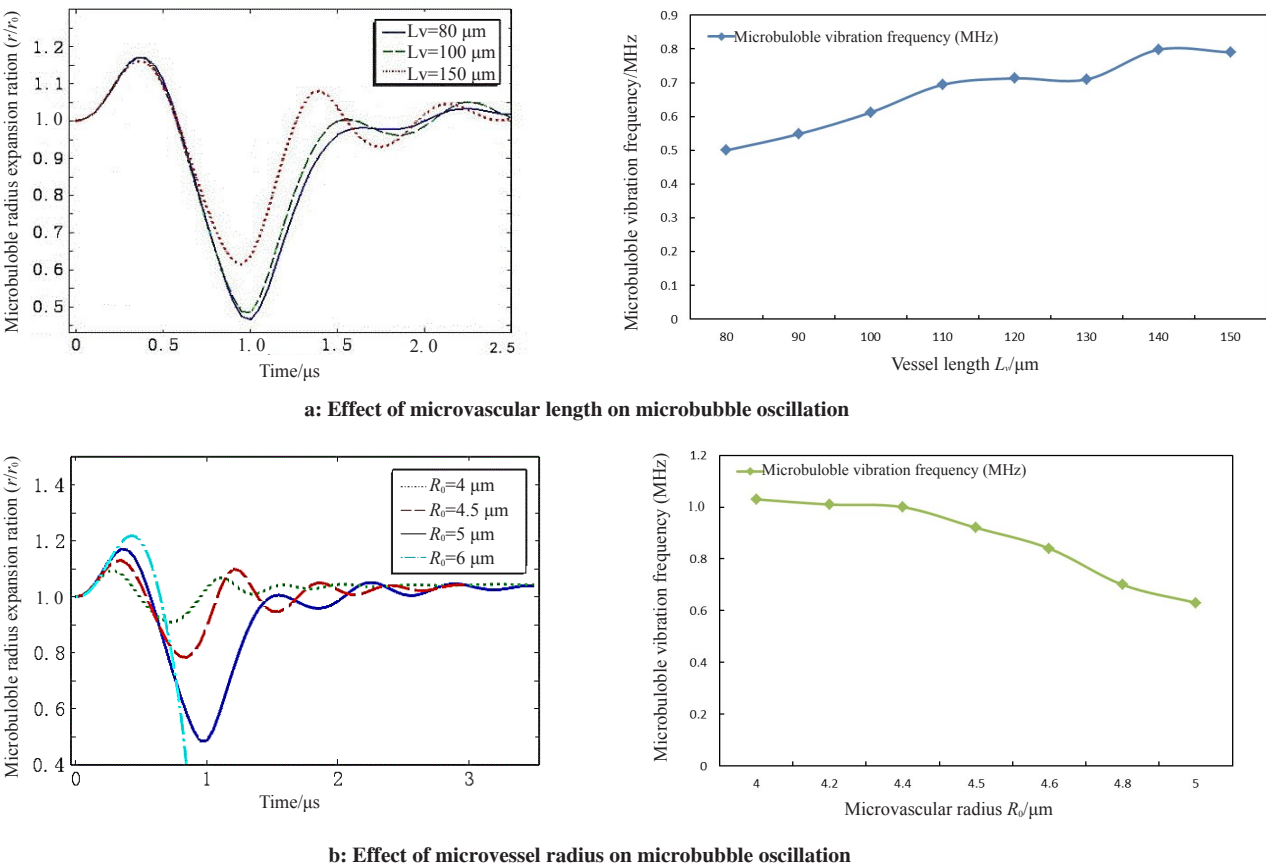 Microbuloble radius expansion ration (r/r₀)
1.2
1.1
1.0
0.9
0.8
0.7
0.6
0.5
0
0.5
1.0
1.5
2.0
2.5
Time/μs
Lv=80 μm
Lv=100 μm
Lv=150 μm
Microbuloble vibration frequency/MHz
0.9
0.8
0.7
0.6
0.5
0.4
0.3
0.2
0.1
0
Microbuloble vibration frequency (MHz)
80
90
100
110
120
130
140
150
Vessel length Lᵥ/μm
a: Effect of microvascular length on microbubble oscillation
Microbuloble radius expansion ration (r/r₀)
1.4
1.2
1.0
0.8
0.6
0.4
0
1
2
3
Time/μs
R₀=4 μm
R₀=4.5 μm
R₀=5 μm
R₀=6 μm
Microbuloble vibration frequency (MHz)
1.2
1.0
0.8
0.6
0.4
0.2
0
Microbuloble vibration frequency (MHz)
4
4.2
4.4
4.5
4.6
4.8
5
Microvascular radius R₀/μm
b: Effect of microvessel radius on microbubble oscillation